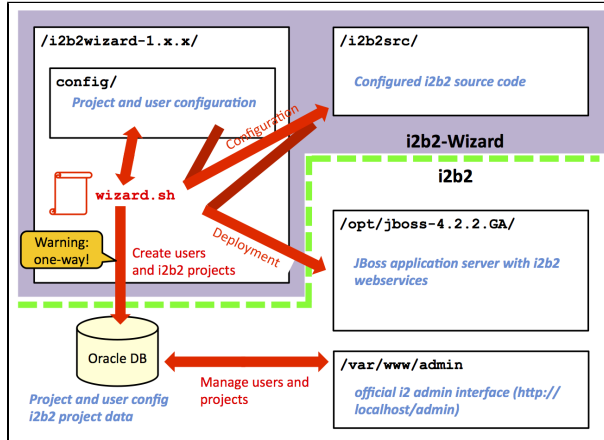 /i2b2wizard-1.x.x/
config/
Project and user configuration
wizard.sh
Warning:
one-way!
Create users
and i2b2 projects
Configuration
Deployment
/i2b2src/
Configured i2b2 source code
i2b2-Wizard
i2b2
/opt/jboss-4.2.2.GA/
JBoss application server with i2b2
webservices
Oracle DB
Project and user config
i2b2 project data
Manage users and
projects
/var/www/admin
official i2 admin interface (http://
localhost/admin)